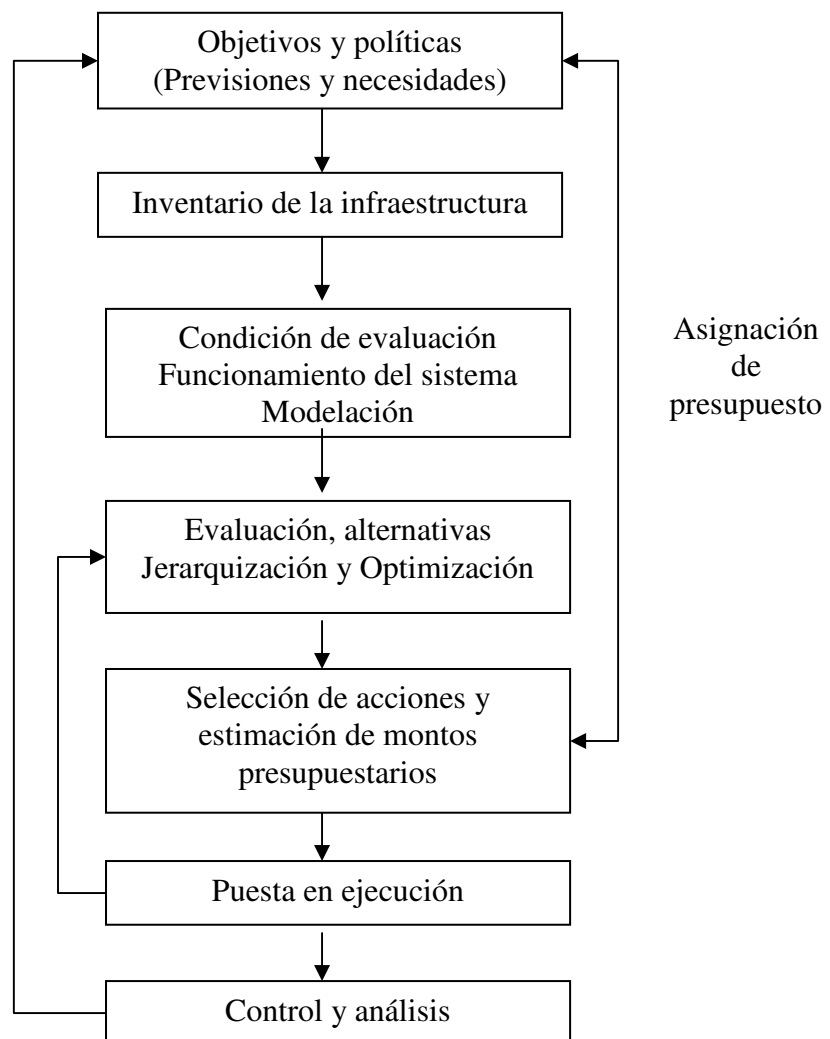 Objetivos y políticas
(Previsiones y necesidades)
Inventario de la infraestructura
Condición de evaluación
Funcionamiento del sistema
Modelación
Asignación
de
presupuesto
Evaluación, alternativas
Jerarquización y Optimización
Selección de acciones y
estimación de montos
presupuestarios
Puesta en ejecución
Control y análisis